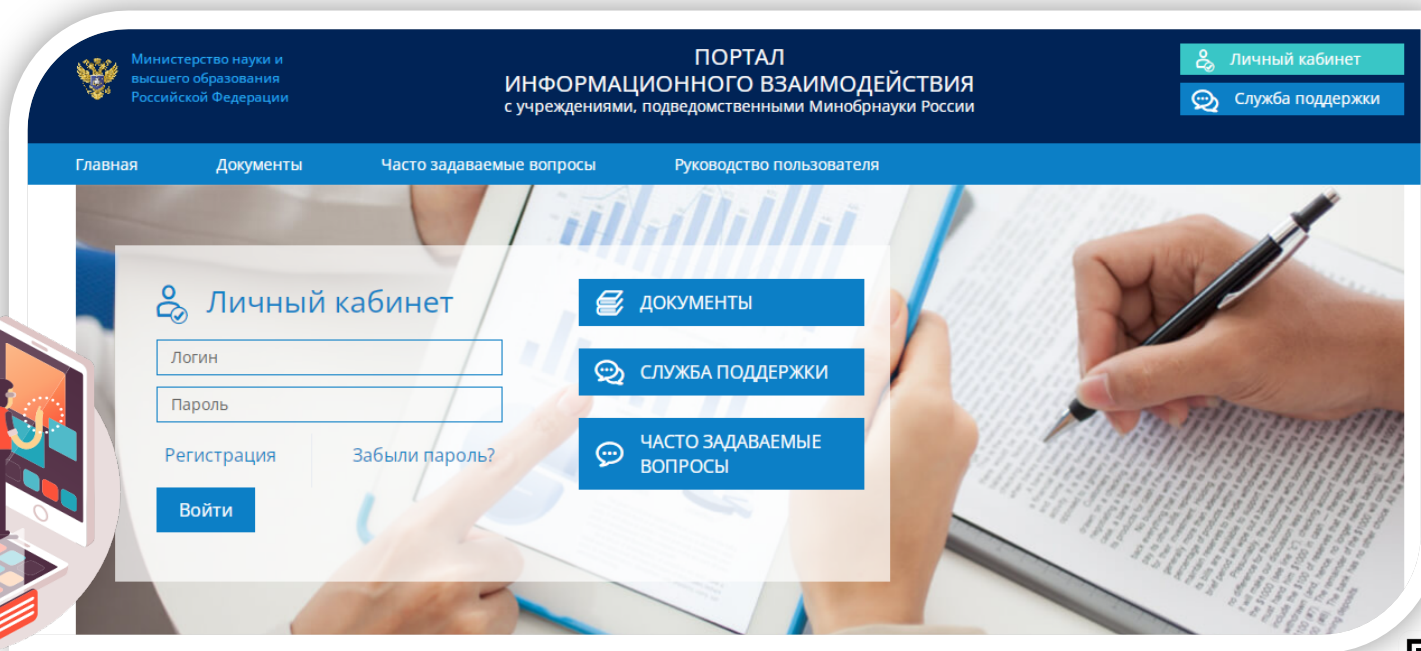 Министерство науки и
высшего образования
Российской Федерации
ПОРТАЛ
ИНФОРМАЦИОННОГО ВЗАИМОДЕЙСТВИЯ
с учреждениями, подведомственными Минобрнауки России
Личный кабинет
Служба поддержки
Главная Документы Часто задаваемые вопросы Руководство пользователя
Личный кабинет
Логин
Пароль
Регистрация Забыли пароль?
Войти
ДОКУМЕНТЫ
СЛУЖБА ПОДДЕРЖКИ
ЧАСТО ЗАДАВАЕМЫЕ
ВОПРОСЫ